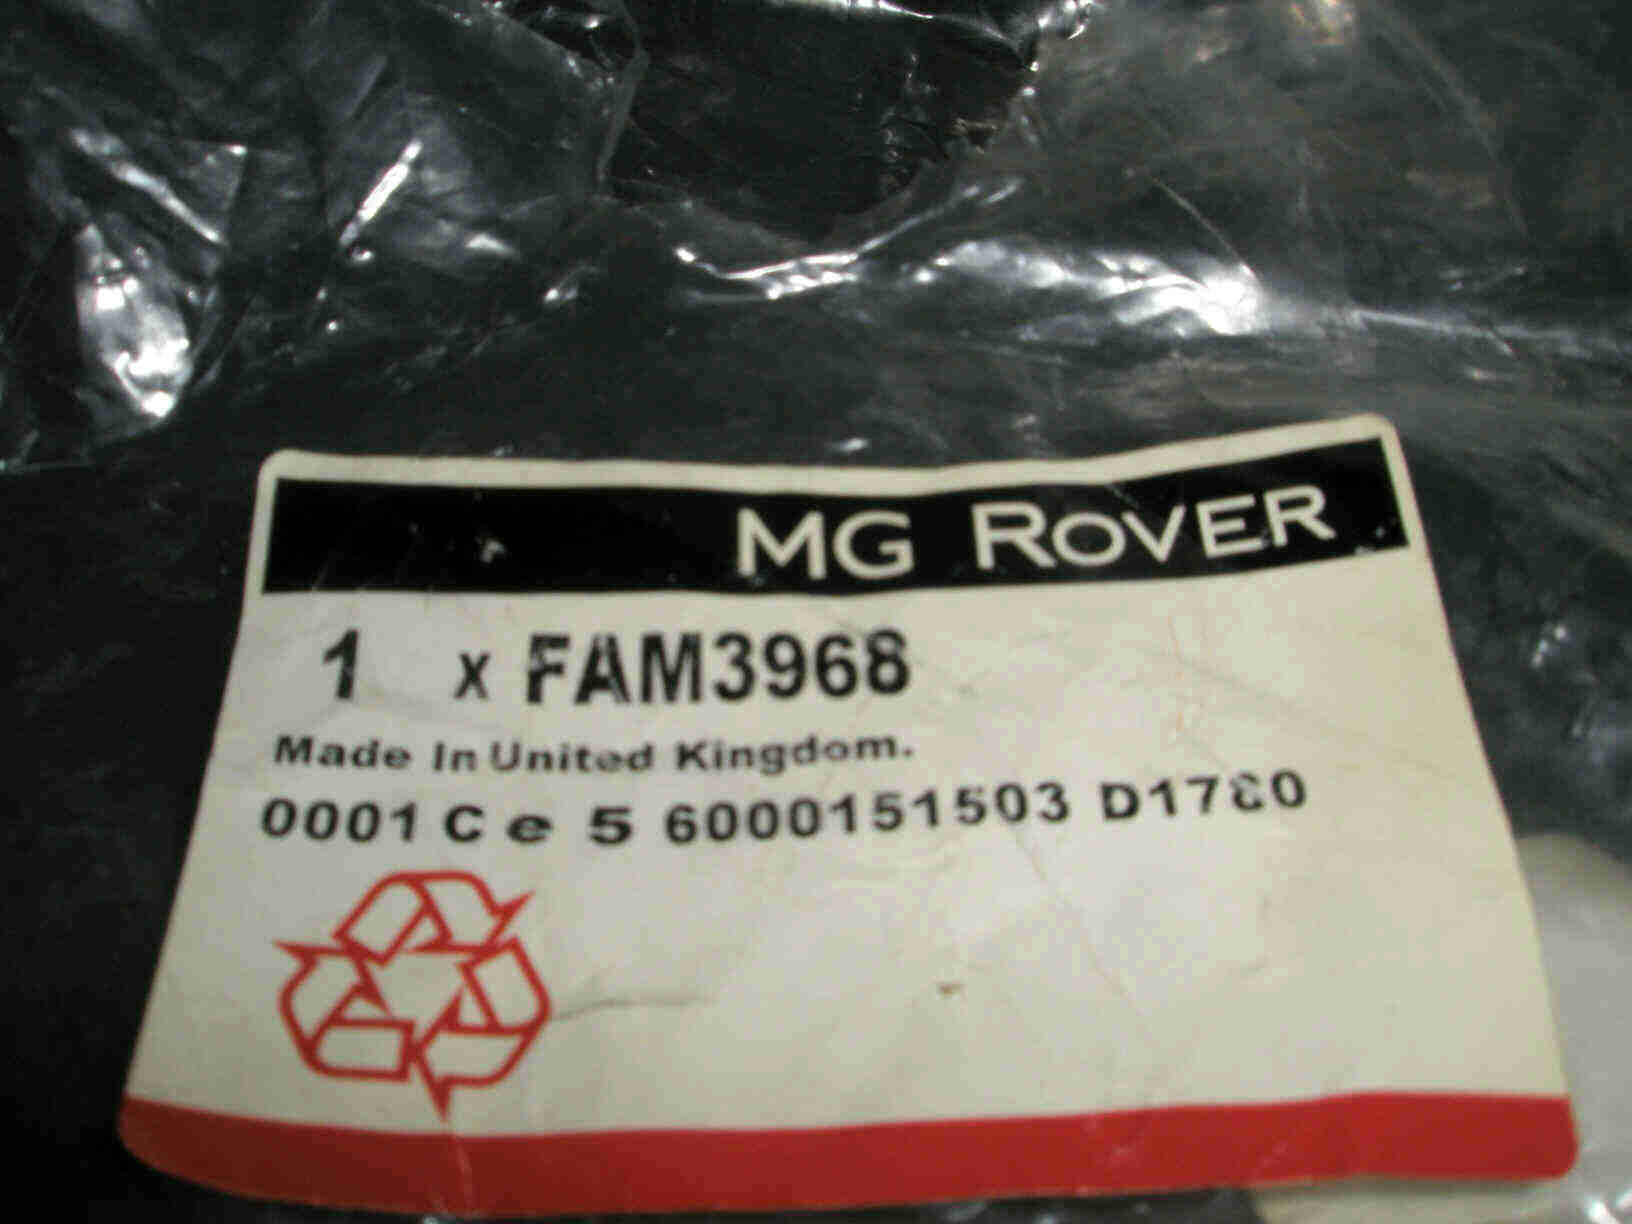 MG ROVER
1 x FAM3968
Made In United Kingdom.
0001 C e 5 6000151503 D1780